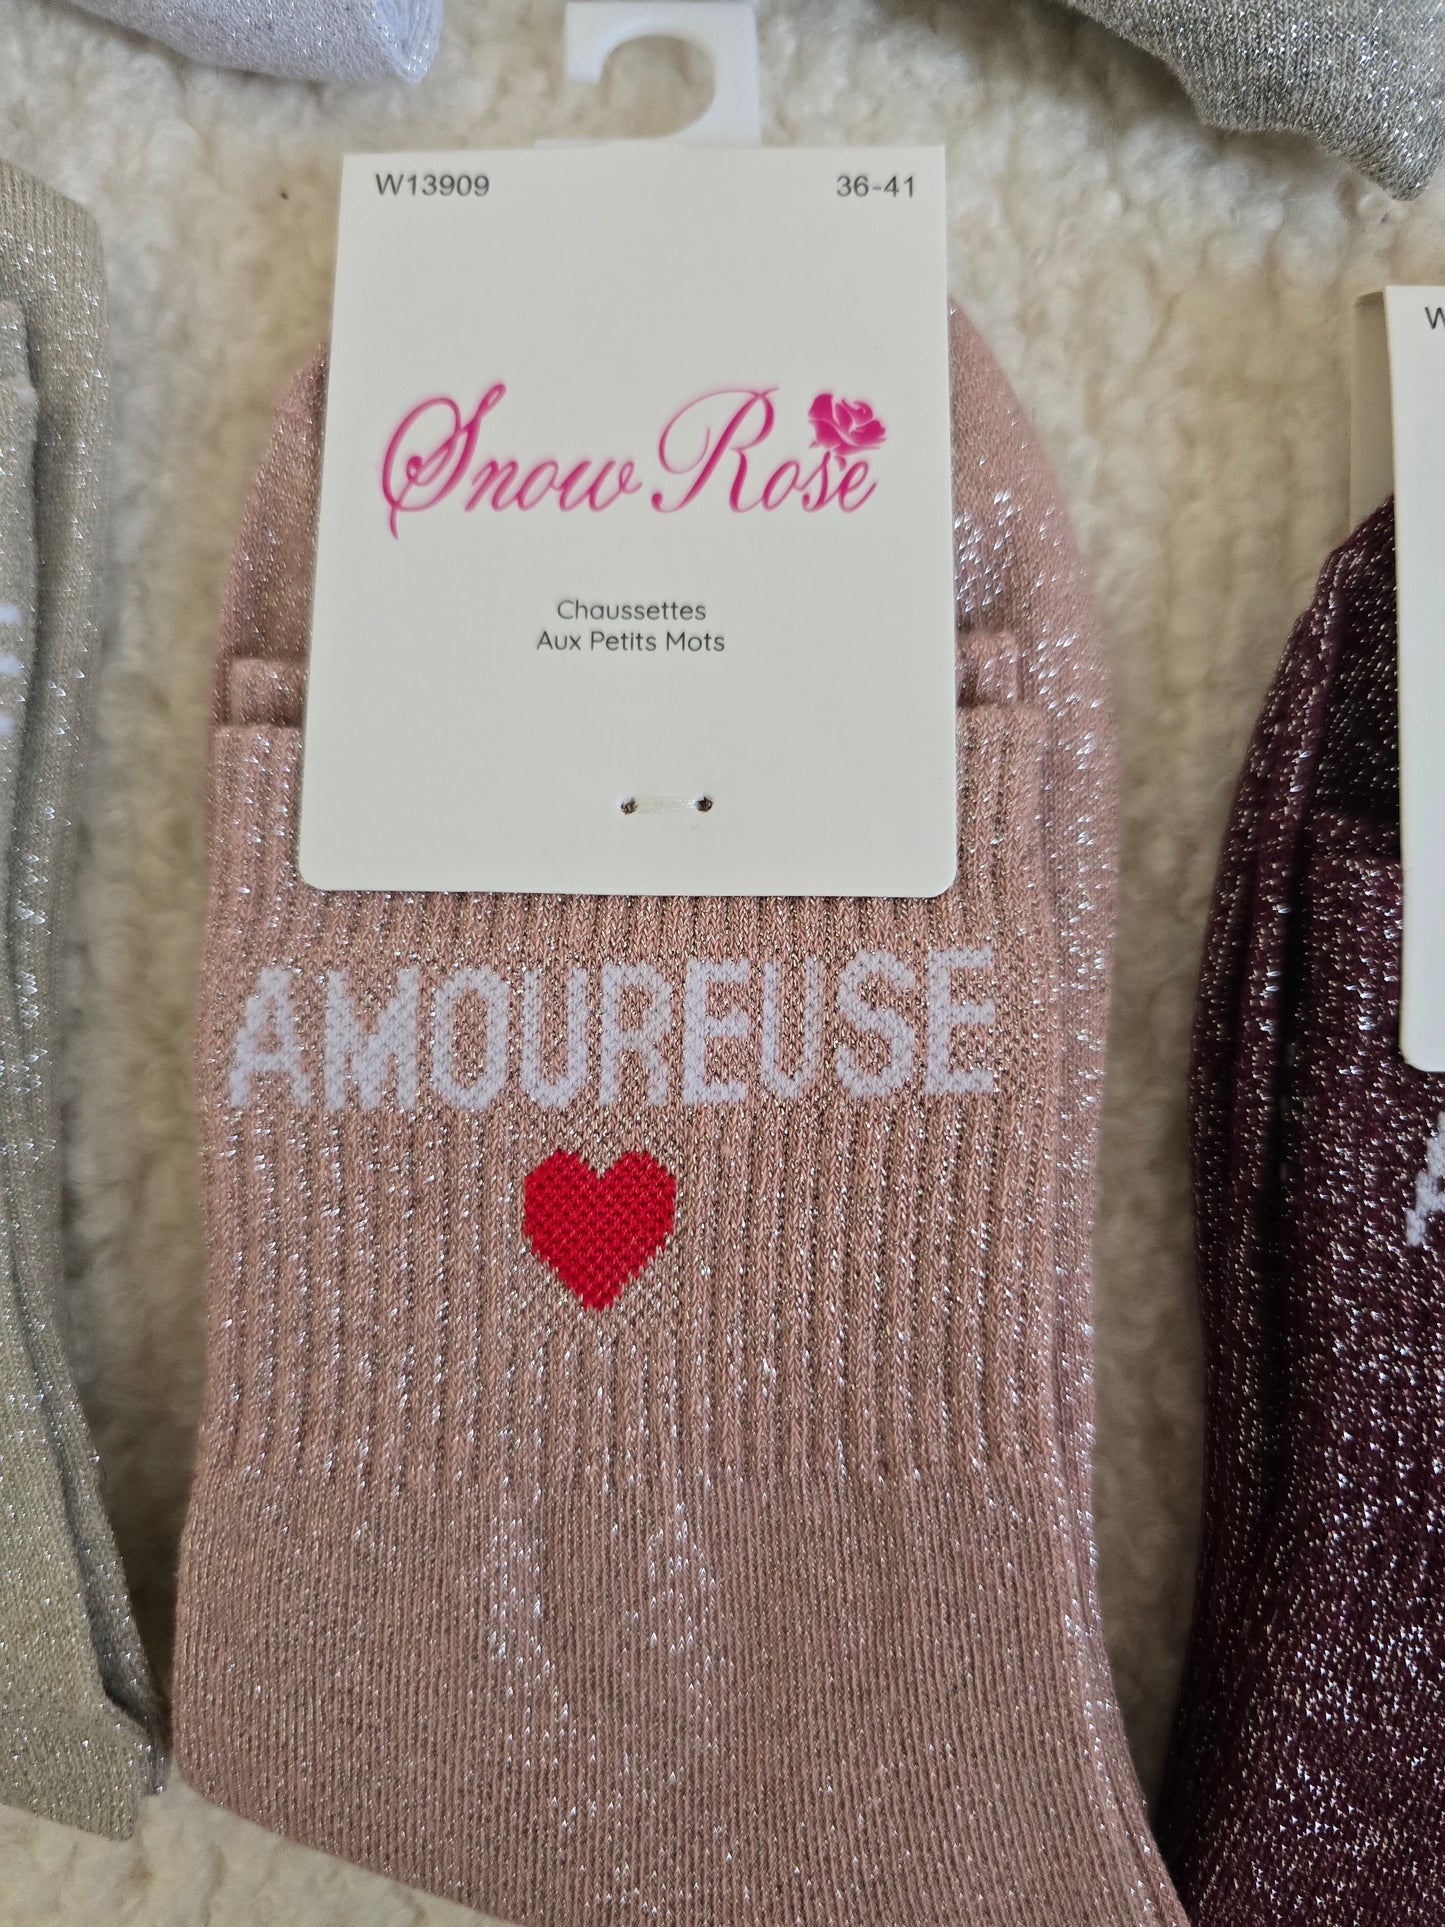 W13909 36-41
Snow Rose
Chaussettes
Aux Petits Mots
AMOUREUSE